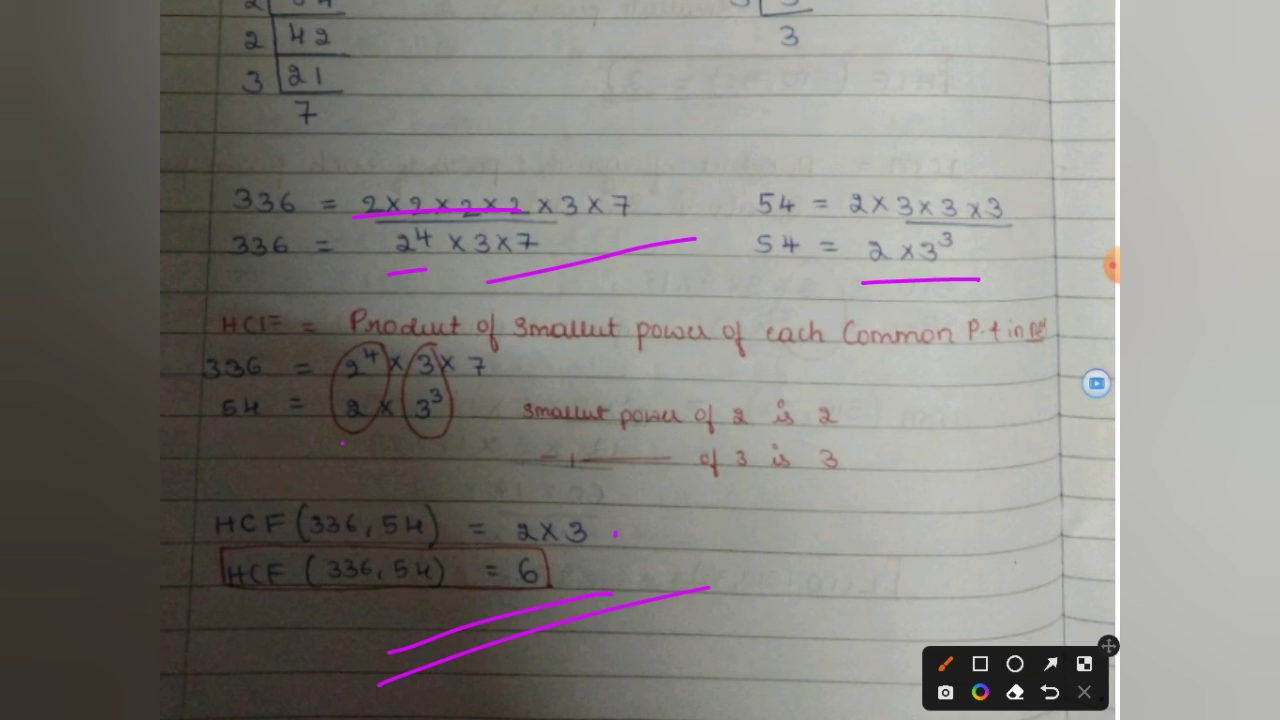 2 42
3 21
7
3
336 = 2×2×2×2×3×7
336 = 2⁴ ×3×7
54 = 2×3×3×3
54 = 2×3³
HCF = Product of smallest power of each Common P.f in
336 = 2⁴ × 3 × 7
54 = 2 × 3³
smallest power of 2 is 2
of 3 is 3
HCF (336, 54) = 2×3
HCF (336, 54) = 6